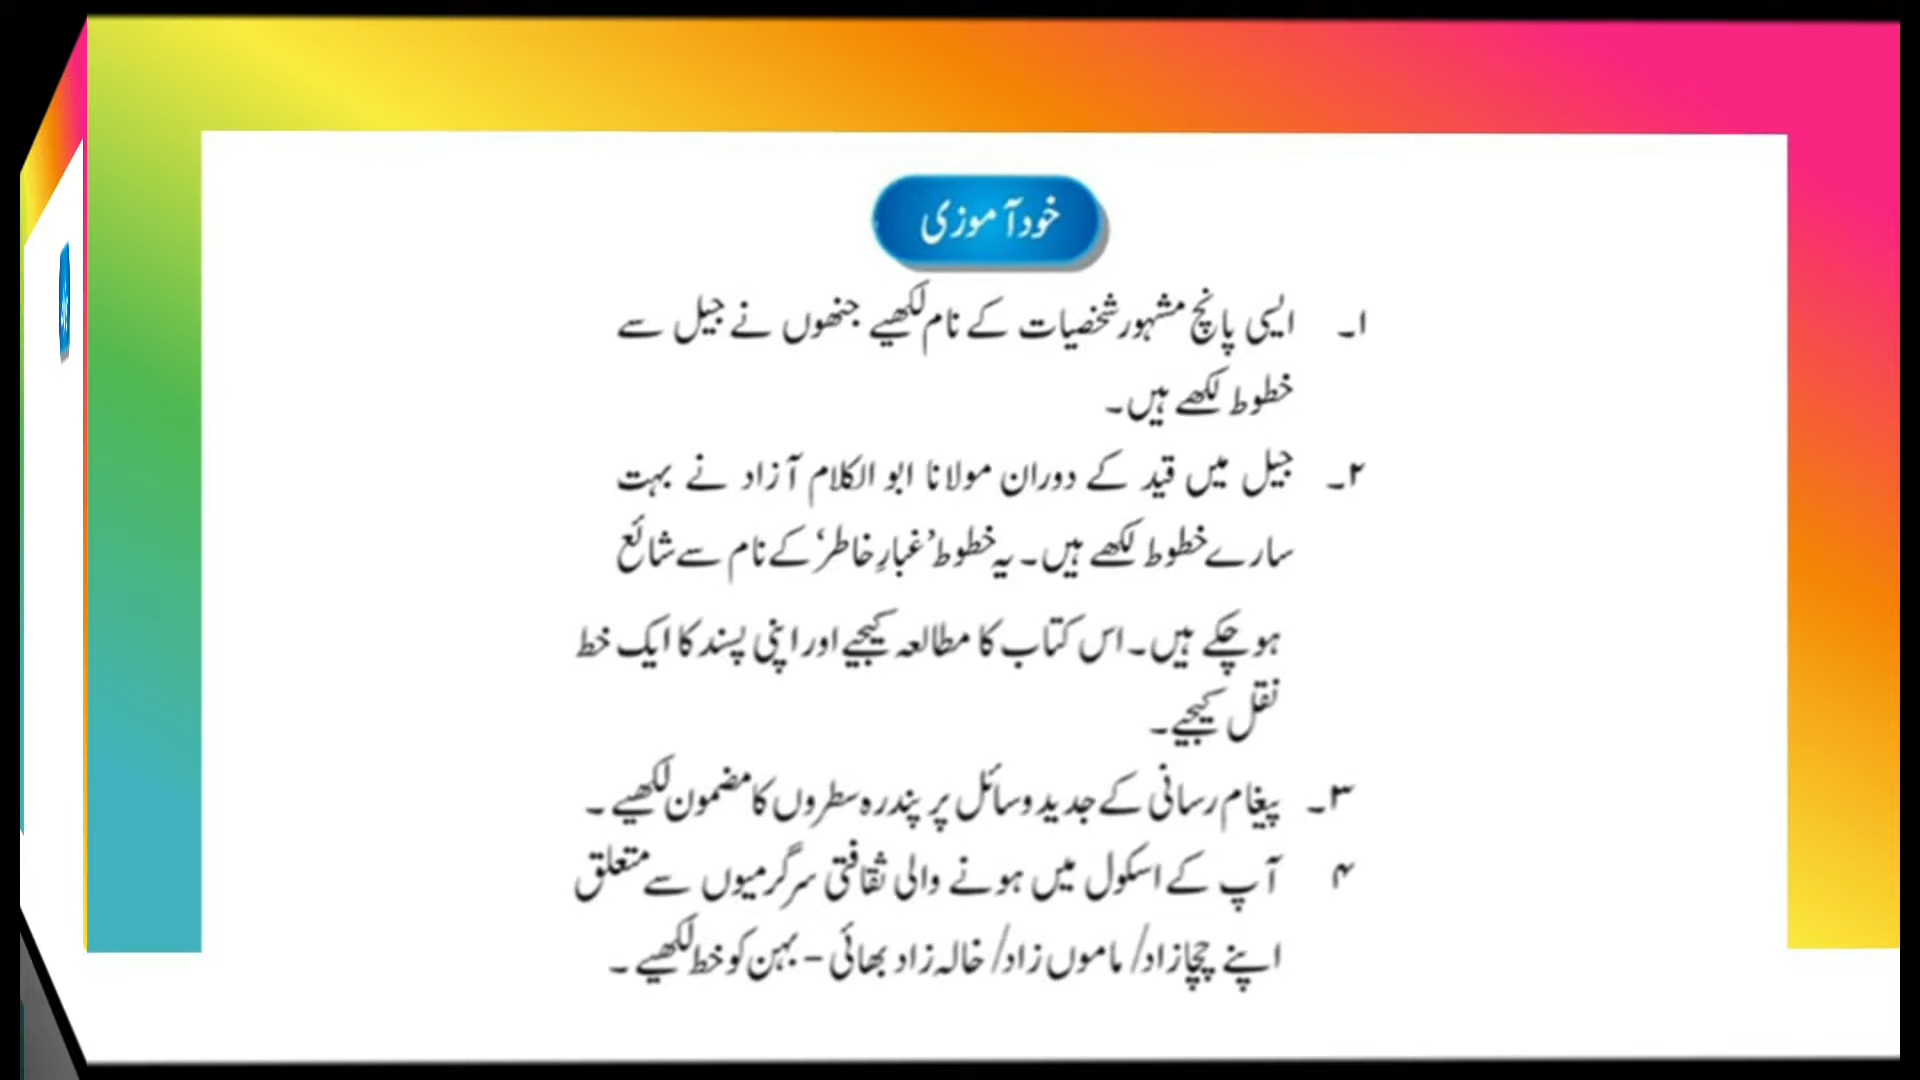 خود آموزی
۱۔ ایسی پانچ مشہور شخصیات کے نام لکھیے جنھوں نے جیل سے
خطوط لکھے ہیں۔
۲۔ جیل میں قید کے دوران مولانا ابو الکلام آزاد نے بہت
سارے خطوط لکھے ہیں۔ یہ خطوط ’غبارِ خاطر‘ کے نام سے شائع
ہوچکے ہیں۔ اس کتاب کا مطالعہ کیجیے اور اپنی پسند کا ایک خط
نقل کیجیے۔
۳۔ پیغام رسانی کے جدید وسائل پر پندرہ سطروں کا مضمون لکھیے۔
۴ آپ کے اسکول میں ہونے والی ثقافتی سرگرمیوں سے متعلق
اپنے چچازاد/ ماموں زاد/ خالہ زاد بھائی - بہن کو خط لکھیے۔